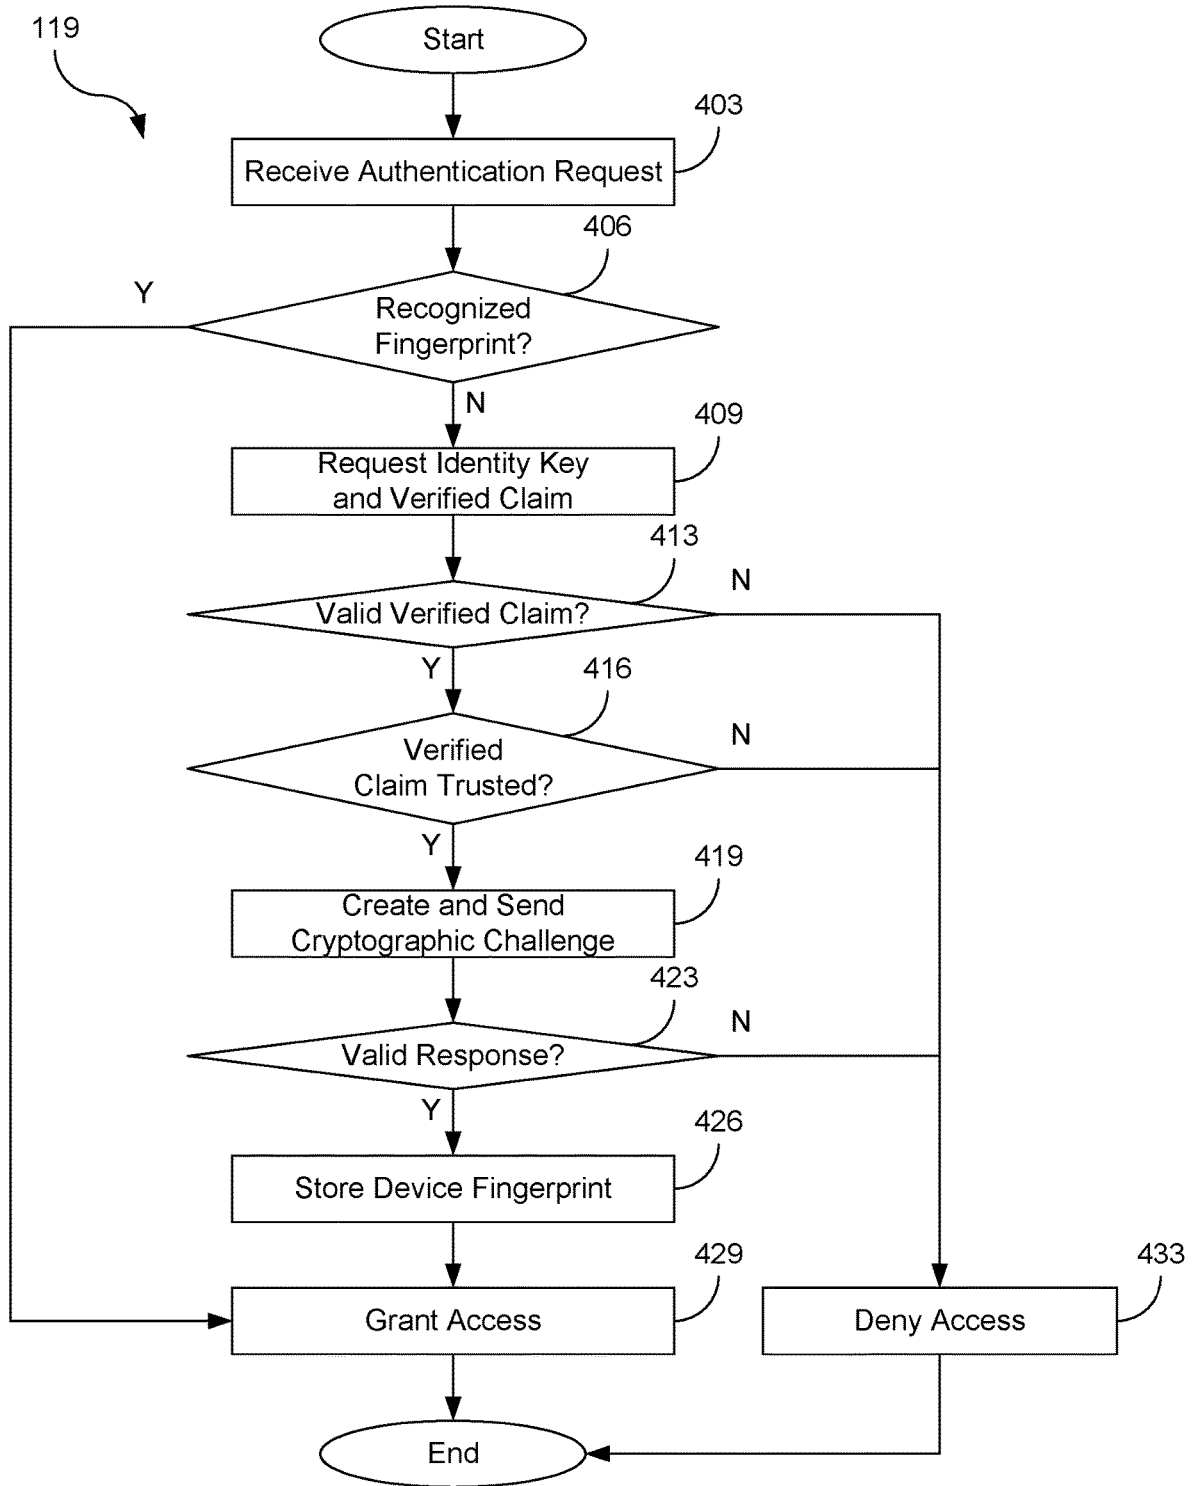 119
Start
403
Receive Authentication Request
406
Y
Recognized
Fingerprint?
N
409
Request Identity Key
and Verified Claim
413
N
Valid Verified Claim?
Y
416
N
Verified
Claim Trusted?
Y
419
Create and Send
Cryptographic Challenge
423
N
Valid Response?
Y
426
Store Device Fingerprint
429
433
Grant Access
Deny Access
End